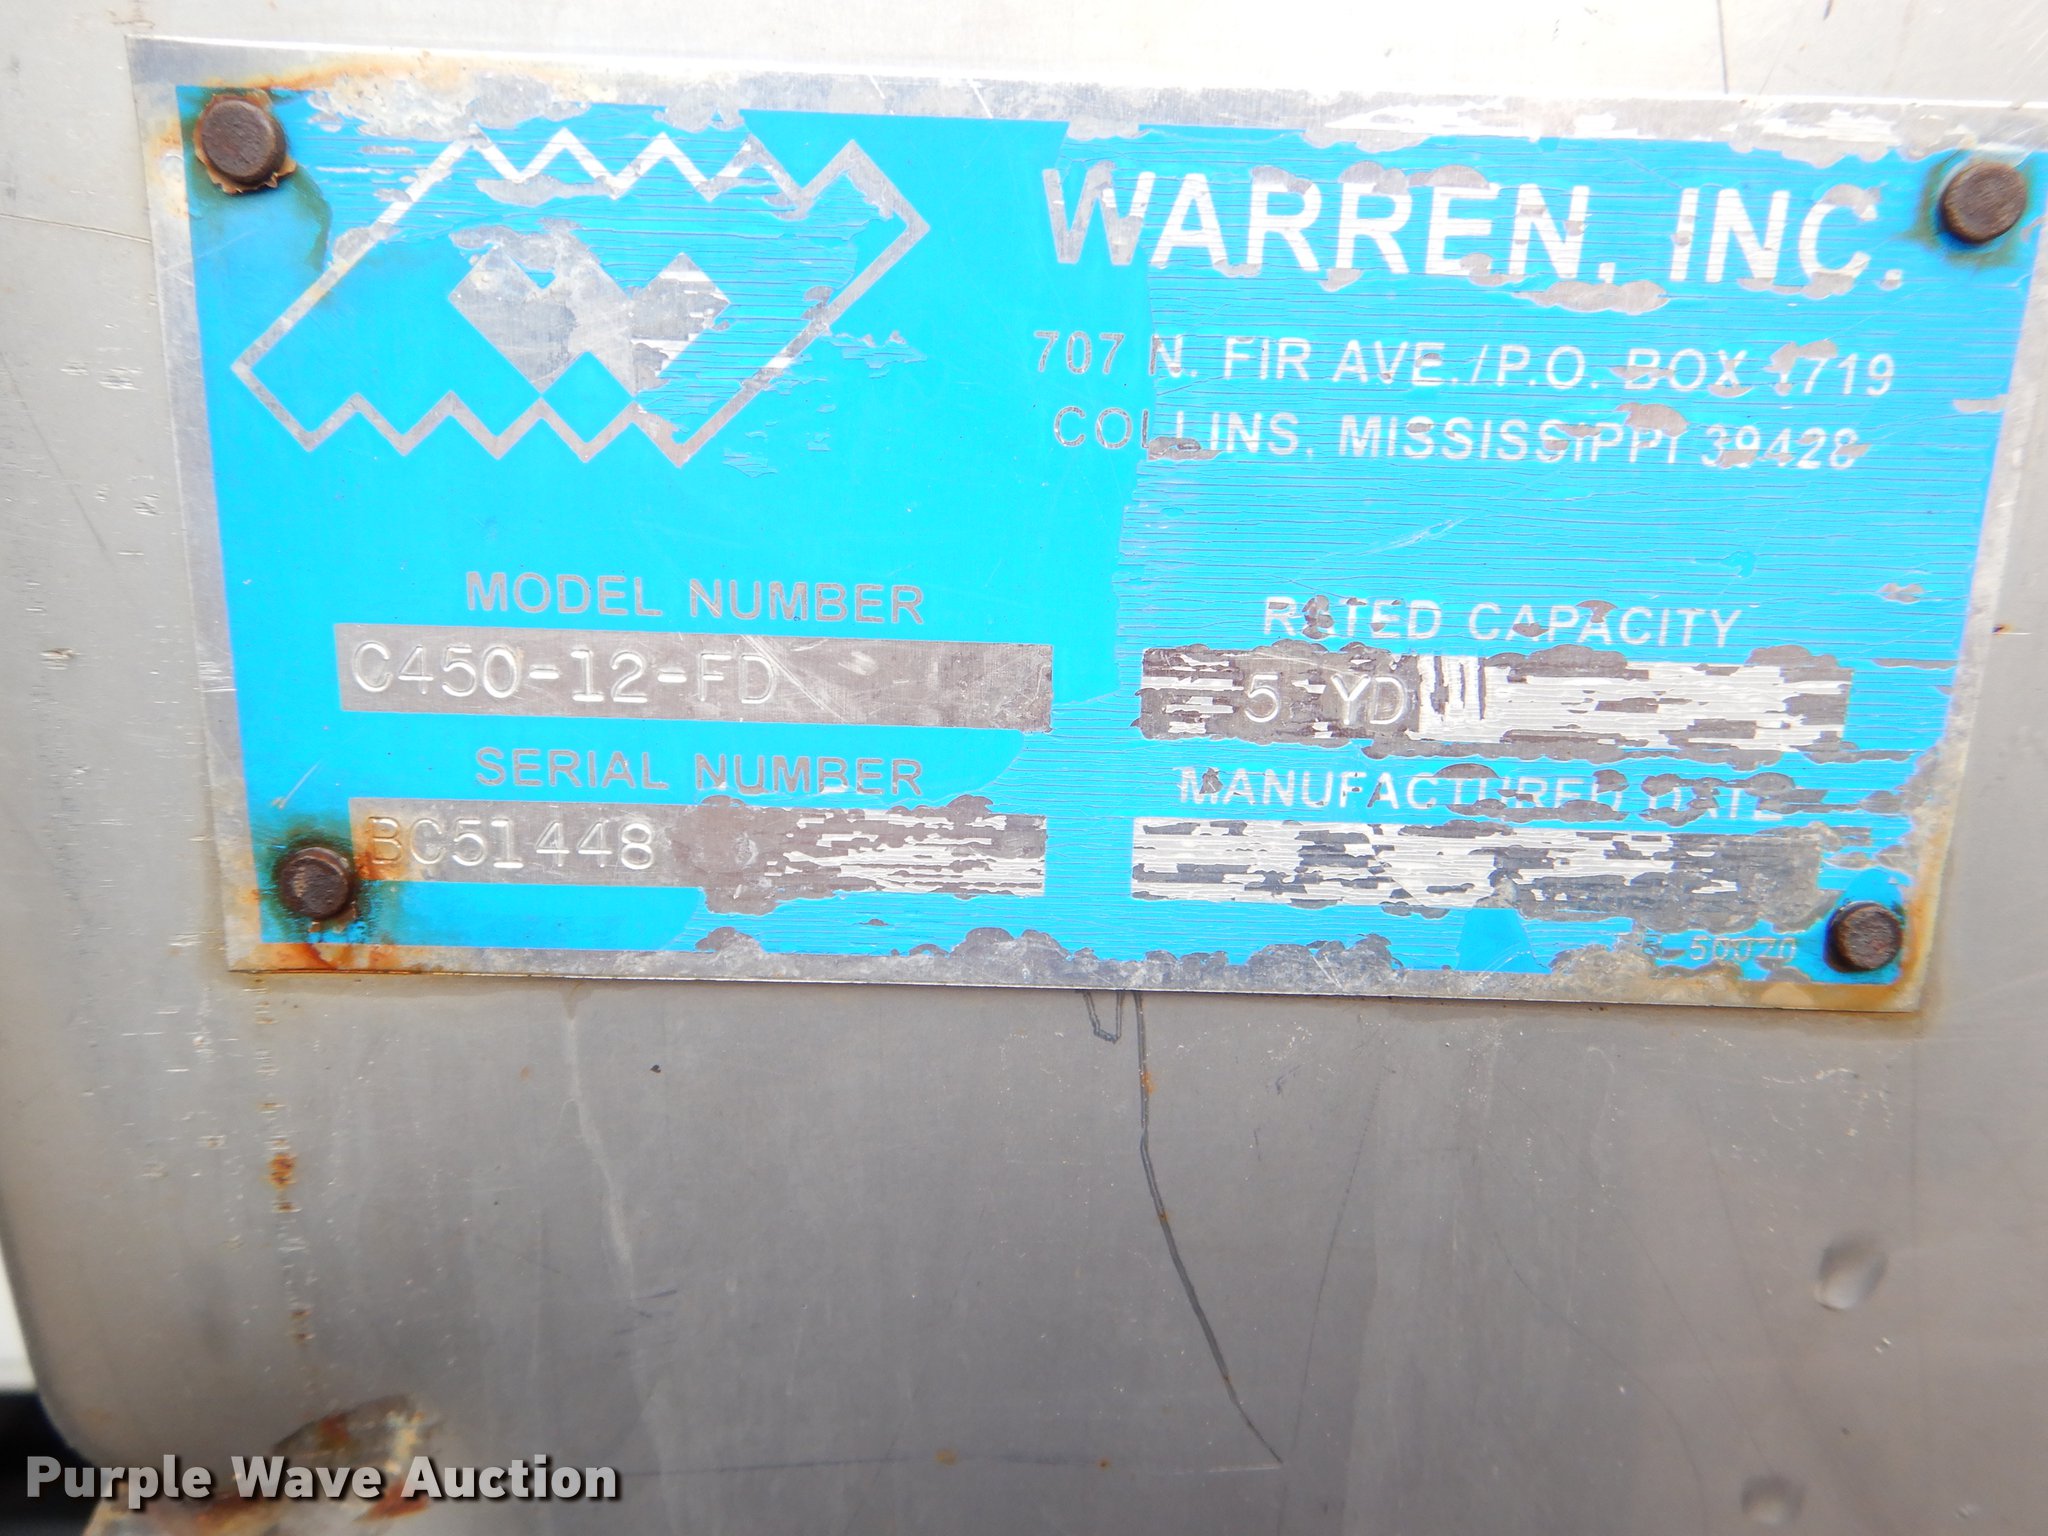 WARREN, INC.
707 N. FIR AVE./P.O. BOX 1719
COLLINS, MISSISSIPPI 39428
MODEL NUMBER
C450-12-FD
RATED CAPACITY
5 YD
SERIAL NUMBER
BC51448
MANUFACTURED DATE
50070
Purple Wave Auction